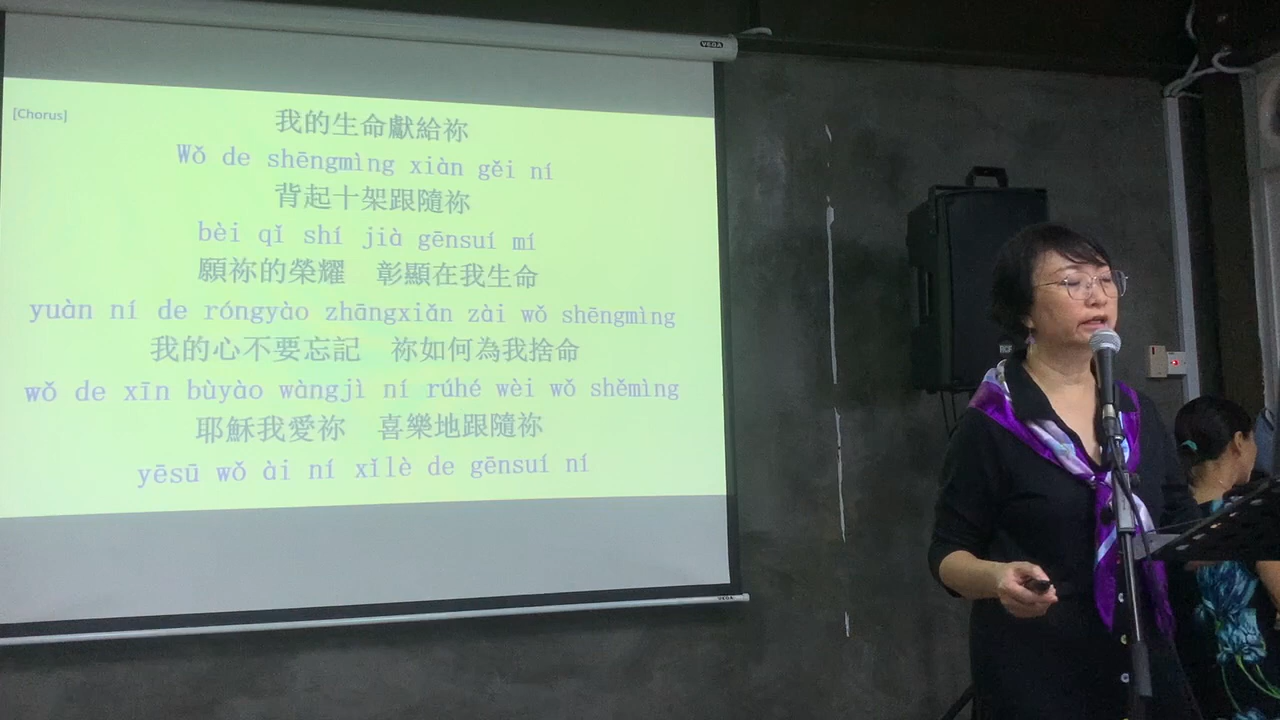 VEGA
[Chorus]
我的生命獻給祢
Wǒ de shēngmìng xiàn gěi ní
背起十架跟隨祢
bèi qǐ shí jià gēnsuí mí
願祢的榮耀　彰顯在我生命
yuàn ní de róngyào zhāngxiǎn zài wǒ shēngmìng
我的心不要忘記　祢如何為我捨命
wǒ de xīn bùyào wàngjì ní rúhé wèi wǒ shěmìng
耶穌我愛祢　喜樂地跟隨祢
yēsū wǒ ài ní xǐlè de gēnsuí ní
VEGA